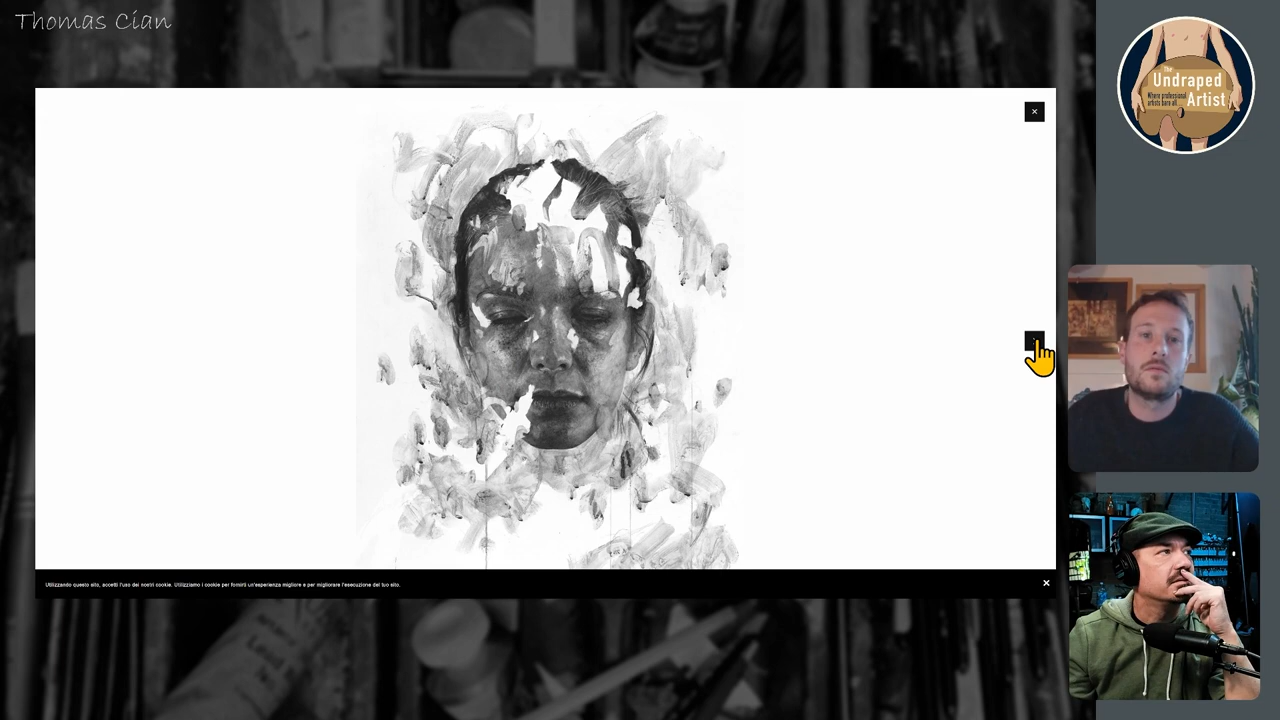 Thomas Cian
The
Undraped
Where professional
artists bare all...
Artist
Utilizzando questo sito, accetti l'uso dei nostri cookie. Utilizziamo i cookie per fornirti un'esperienza migliore e per migliorare l'esecuzione del tuo sito.